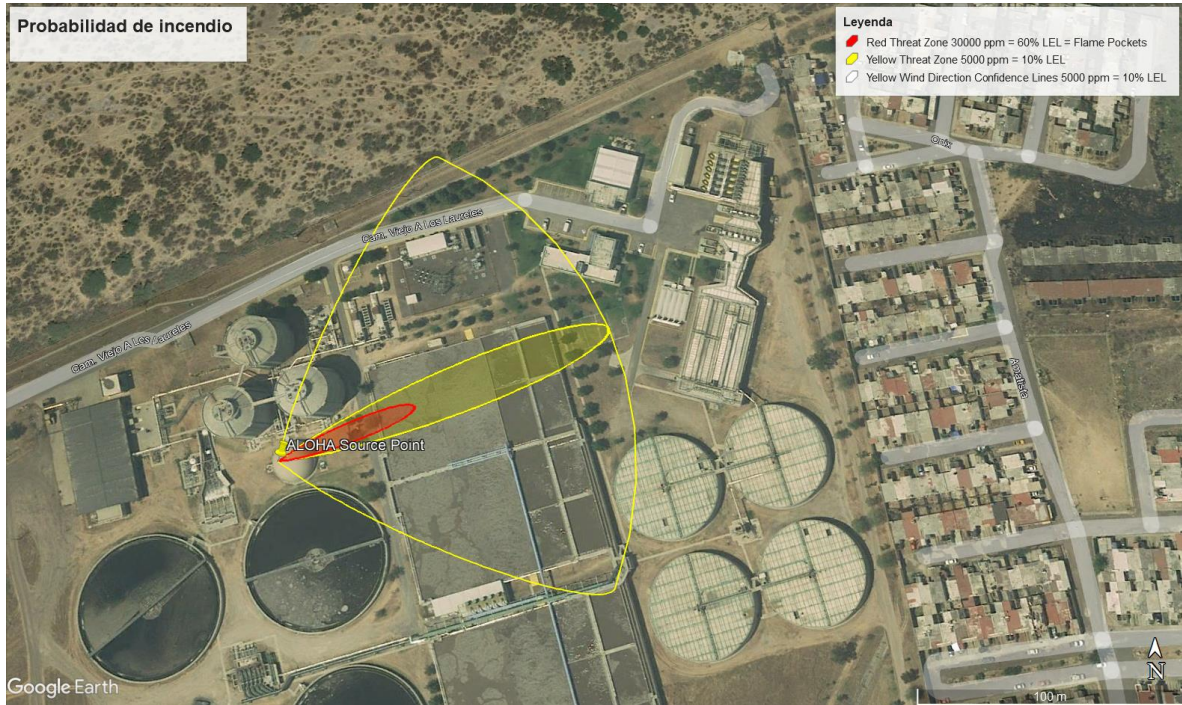 Probabilidad de incendio
Leyenda
Red Threat Zone 30000 ppm = 60% LEL = Flame Pockets
Yellow Threat Zone 5000 ppm = 10% LEL
Yellow Wind Direction Confidence Lines 5000 ppm = 10% LEL
Onix
Cam. Viejo A Los Laureles
Cam. Viejo A Los Laureles
Amatista
ALOHA Source Point
Google Earth
100 m
N